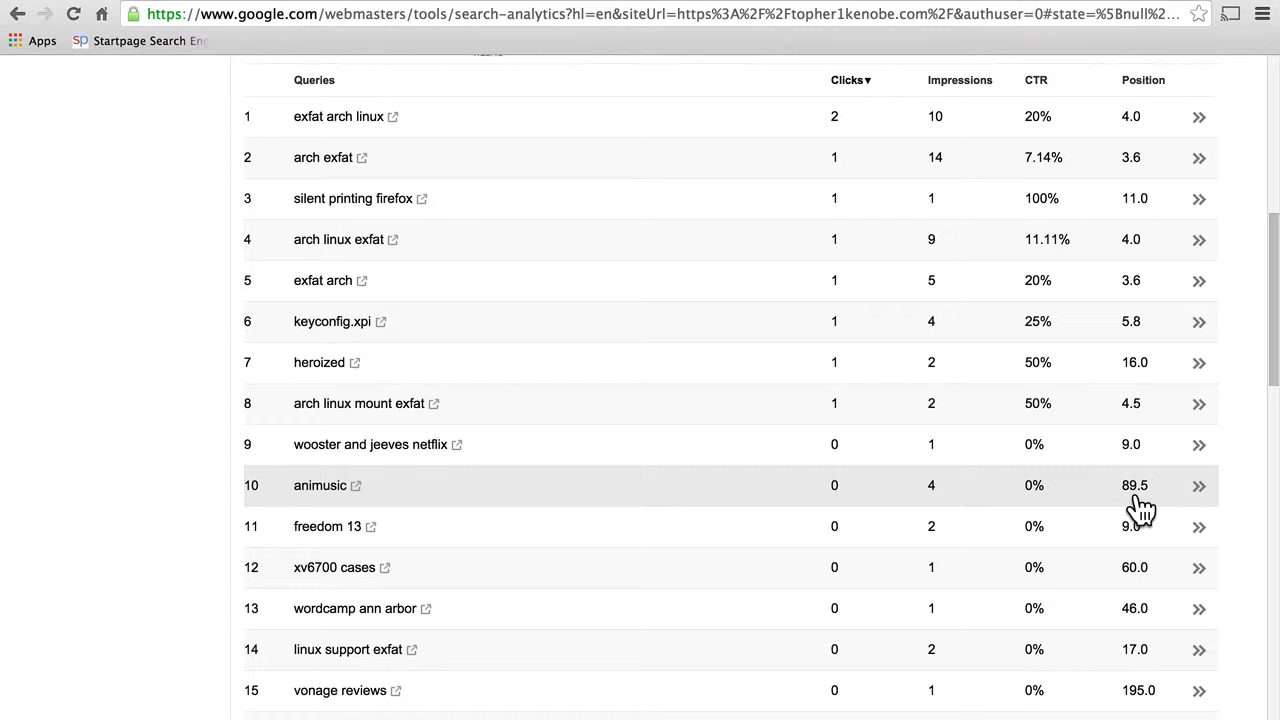 https://www.google.com/webmasters/tools/search-analytics?hl=en&siteUrl=https%3A%2F%2Ftopher1kenobe.com%2F&authuser=0#state=%5Bnull%2...
Apps SP Startpage Search Eng
Queries Clicks▼ Impressions CTR Position
1 exfat arch linux 2 10 20% 4.0
2 arch exfat 1 14 7.14% 3.6
3 silent printing firefox 1 1 100% 11.0
4 arch linux exfat 1 9 11.11% 4.0
5 exfat arch 1 5 20% 3.6
6 keyconfig.xpi 1 4 25% 5.8
7 heroized 1 2 50% 16.0
8 arch linux mount exfat 1 2 50% 4.5
9 wooster and jeeves netflix 0 1 0% 9.0
10 animusic 0 4 0% 89.5
11 freedom 13 0 2 0% 9.0
12 xv6700 cases 0 1 0% 60.0
13 wordcamp ann arbor 0 1 0% 46.0
14 linux support exfat 0 2 0% 17.0
15 vonage reviews 0 1 0% 195.0